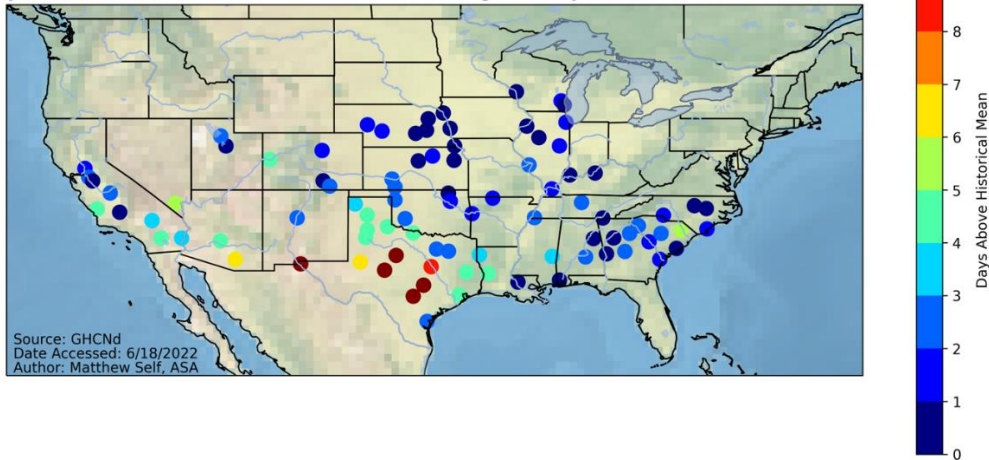 8
7
6
5
4
3
2
1
0
Days Above Historical Mean
Source: GHCNd
Date Accessed: 6/18/2022
Author: Matthew Self, ASA